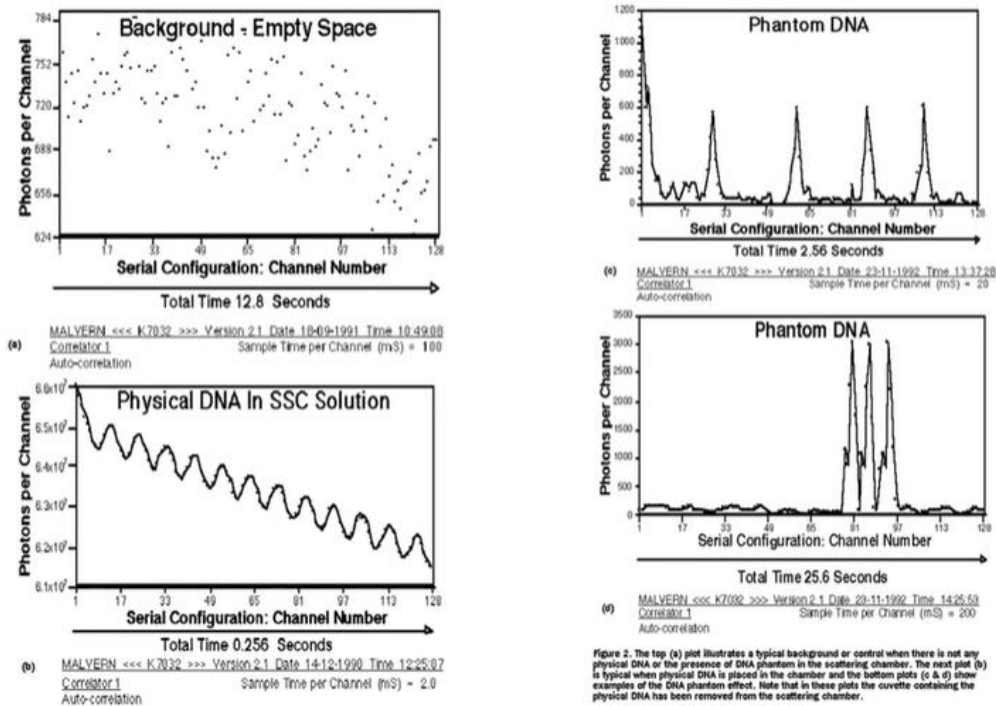 Background - Empty Space
Photons per Channel
784
752
720
688
656
624
1 17 33 49 65 81 97 113 128
Serial Configuration: Channel Number
Total Time 12.8 Seconds
(a)
MALVERN <<< K7032 >>> Version 2.1 Date 18-09-1991 Time 10:49:08
Correlator 1 Sample Time per Channel (mS) = 100
Auto-correlation
Physical DNA In SSC Solution
Photons per Channel
6.6x10⁷
6.5x10⁷
6.4x10⁷
6.3x10⁷
6.2x10⁷
6.1x10⁷
1 17 33 49 65 81 97 113 128
Serial Configuration: Channel Number
Total Time 0.256 Seconds
(b)
MALVERN <<< K7032 >>> Version 2.1 Date 14-12-1990 Time 12:25:07
Correlator 1 Sample Time per Channel (mS) = 2.0
Auto-correlation
Phantom DNA
Photons per Channel
1200
1000
800
600
400
200
0
1 17 33 49 65 81 97 113 128
Serial Configuration: Channel Number
Total Time 2.56 Seconds
(c)
MALVERN <<< K7032 >>> Version 2.1 Date 23-11-1992 Time 13:37:28
Correlator 1 Sample Time per Channel (mS) = 20
Auto-correlation
Phantom DNA
Photons per Channel
3500
3000
2500
2000
1500
1000
500
0
1 17 33 49 65 81 97 113 128
Serial Configuration: Channel Number
Total Time 25.6 Seconds
(d)
MALVERN <<< K7032 >>> Version 2.1 Date 23-11-1992 Time 14:25:53
Correlator 1 Sample Time per Channel (mS) = 200
Auto-correlation
Figure 2. The top (a) plot illustrates a typical background or control when there is not any
physical DNA or the presence of DNA phantom in the scattering chamber. The next plot (b)
is typical when physical DNA is placed in the chamber and the bottom plots (c & d) show
examples of the DNA phantom effect. Note that in these plots the cuvette containing the
physical DNA has been removed from the scattering chamber.